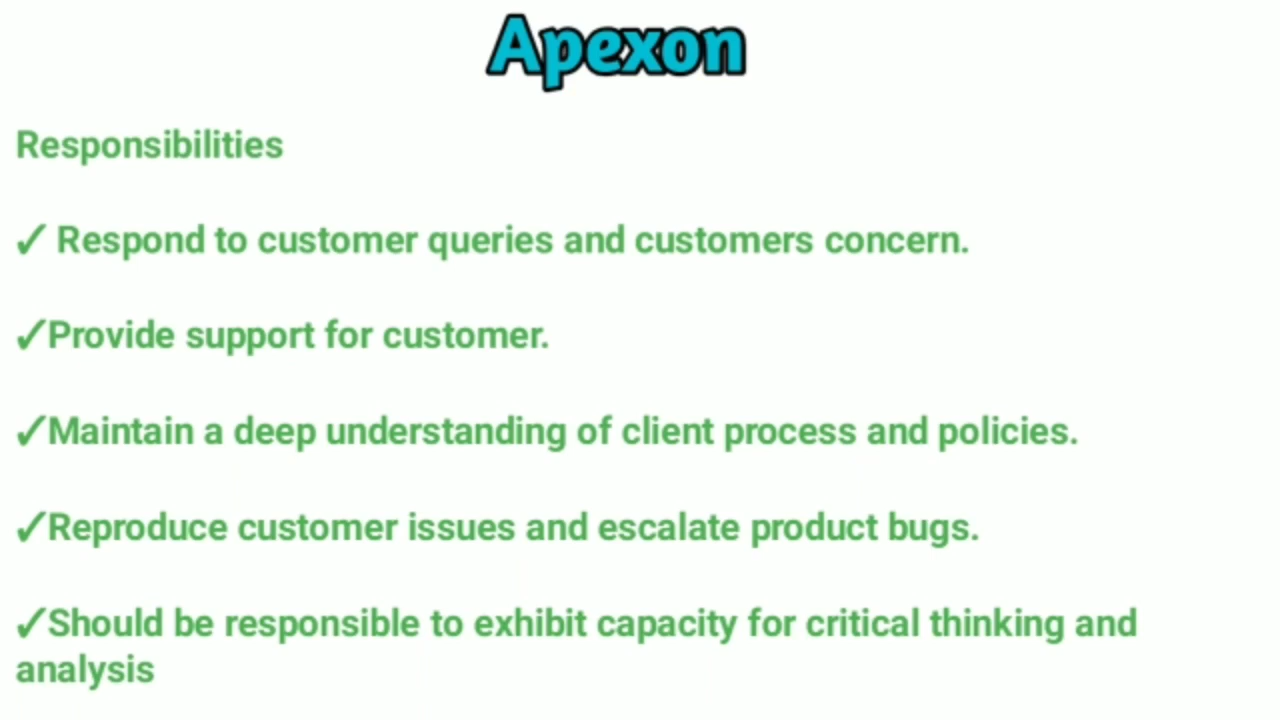 Apexon
Responsibilities
✓ Respond to customer queries and customers concern.
✓Provide support for customer.
✓Maintain a deep understanding of client process and policies.
✓Reproduce customer issues and escalate product bugs.
✓Should be responsible to exhibit capacity for critical thinking and
analysis